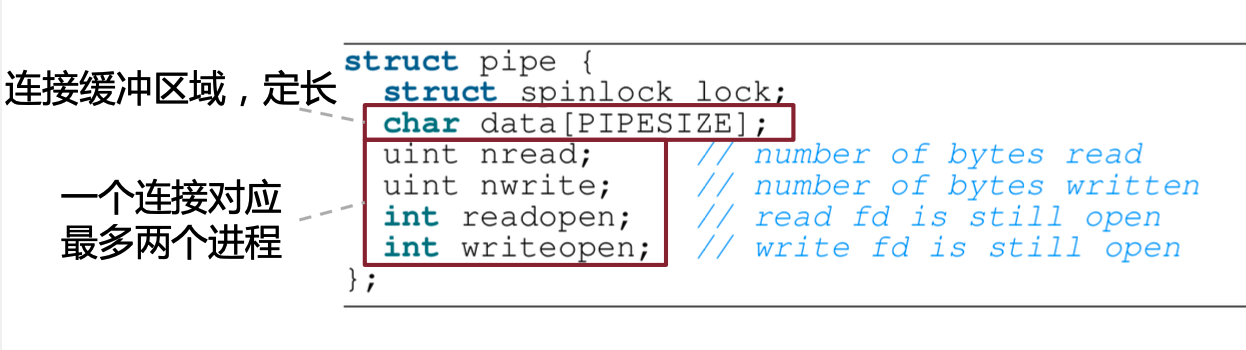 struct pipe {
struct spinlock lock;
连接缓冲区域，定长
char data[PIPESIZE];
uint nread; // number of bytes read
uint nwrite; // number of bytes written
一个连接对应
最多两个进程
int readopen; // read fd is still open
int writeopen; // write fd is still open
};